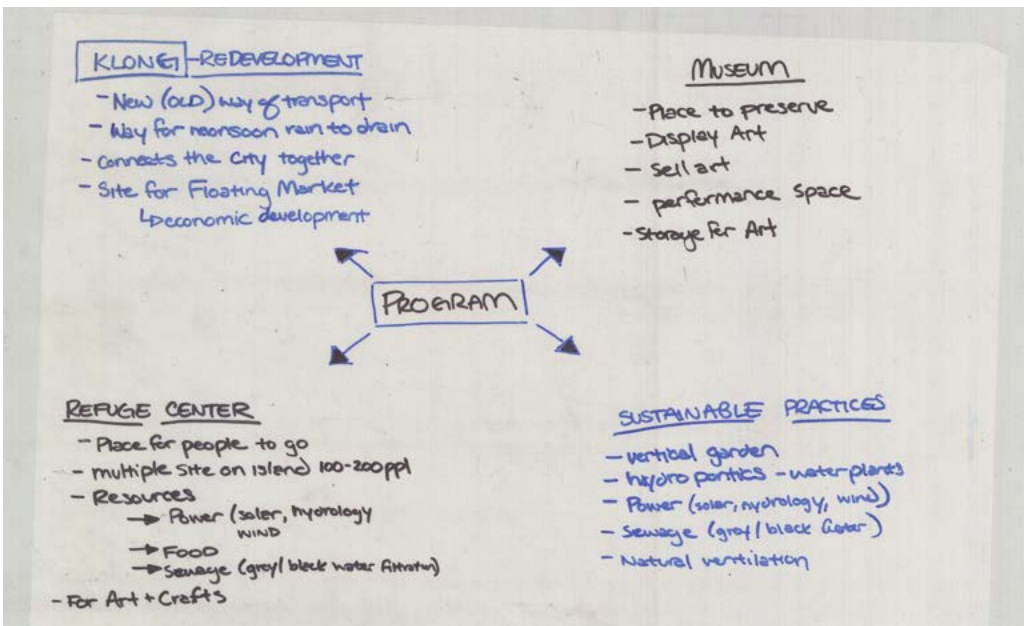 KLONG - REDEVELOPMENT
- New (OLD) way of transport
- Way for monsoon rain to drain
- connects the City together
- Site for Floating Market
↳ economic development
MUSEUM
- Place to preserve
- Display Art
- Sell art
- performance Space
- Storage for Art
PROGRAM
REFUGE CENTER
- Place for people to go
- multiple site on island 100-200ppl
- Resources
→ Power (soler, hydrology
WIND
→ FOOD
→ Sewage (grey/ black water filtration)
- For Art + Crafts
SUSTAINABLE PRACTICES
- vertical garden
- hydro pontics - water plants
- Power (solar, hydrology, wind)
- Sewage (grey/ black water)
- Natural ventilation